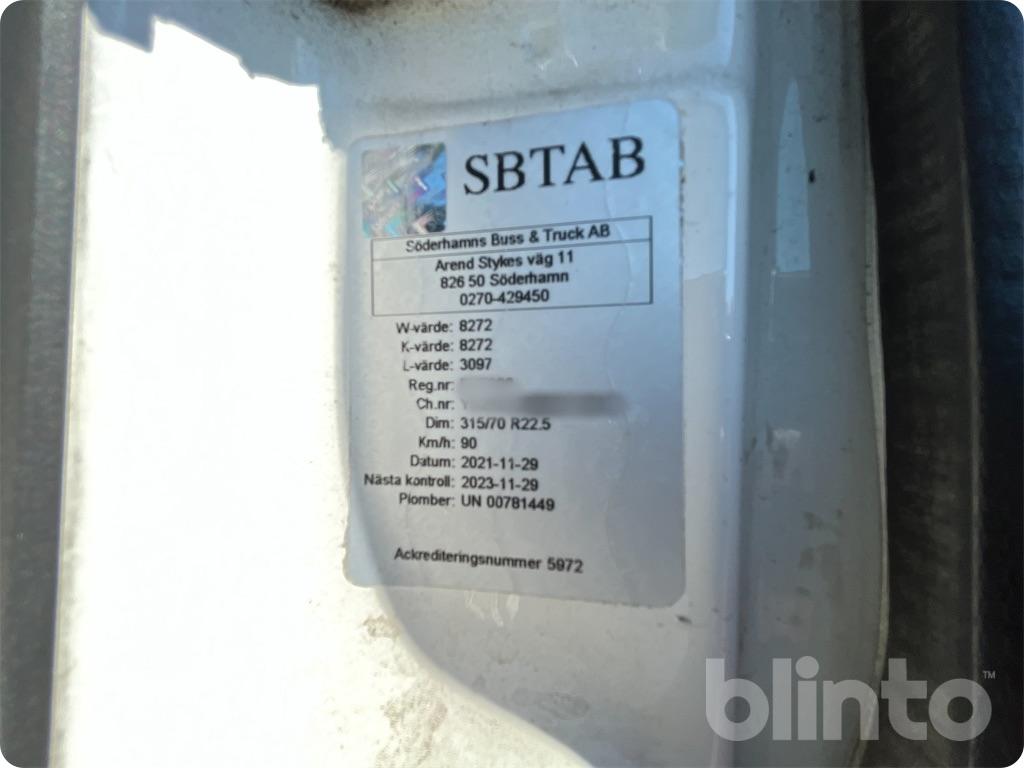 SBTAB
Söderhamns Buss & Truck AB
Arend Stykes väg 11
826 50 Söderhamn
0270-429450
W-värde: 8272
K-värde: 8272
L-värde: 3097
Reg.nr:
Ch.nr:
Dim: 315/70 R22.5
Km/h: 90
Datum: 2021-11-29
Nästa kontroll: 2023-11-29
Plomber: UN 00781449
Ackrediteringsnummer 5972
blinto™